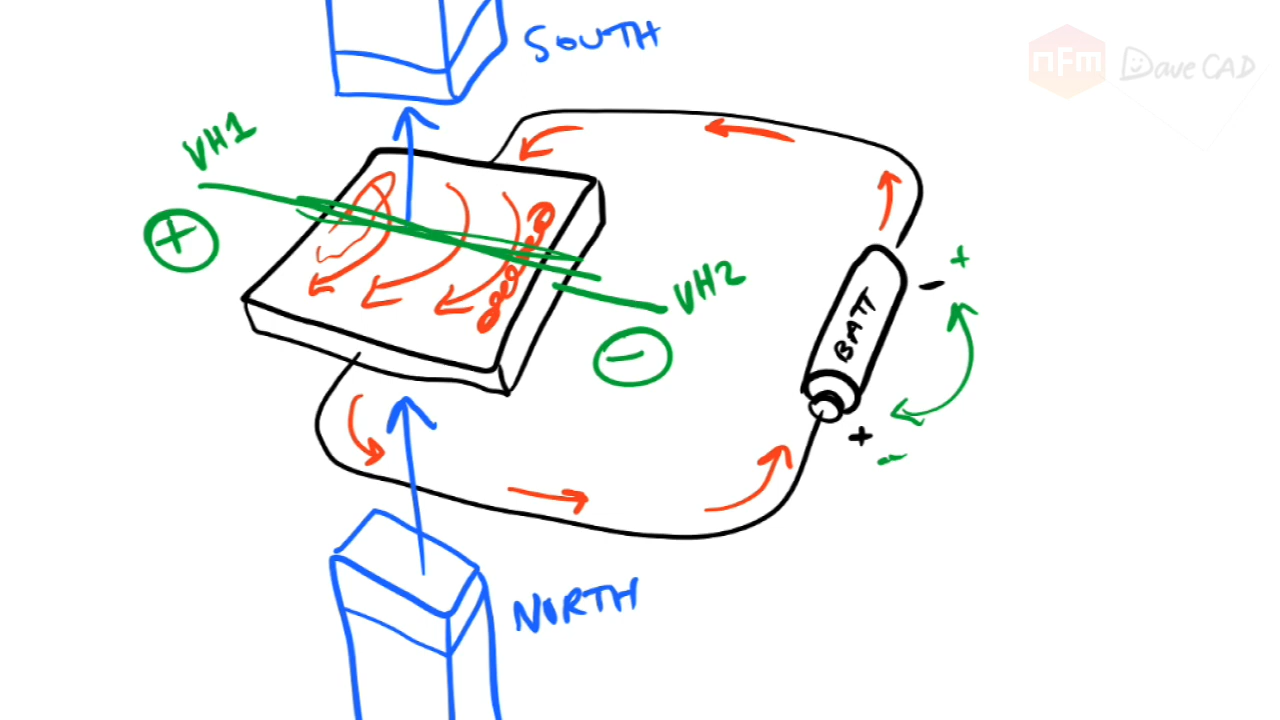 SOUTH
nFm
Dave CAD
VH1
+
-
VH2
-
BATT
+
-
+
-
NORTH